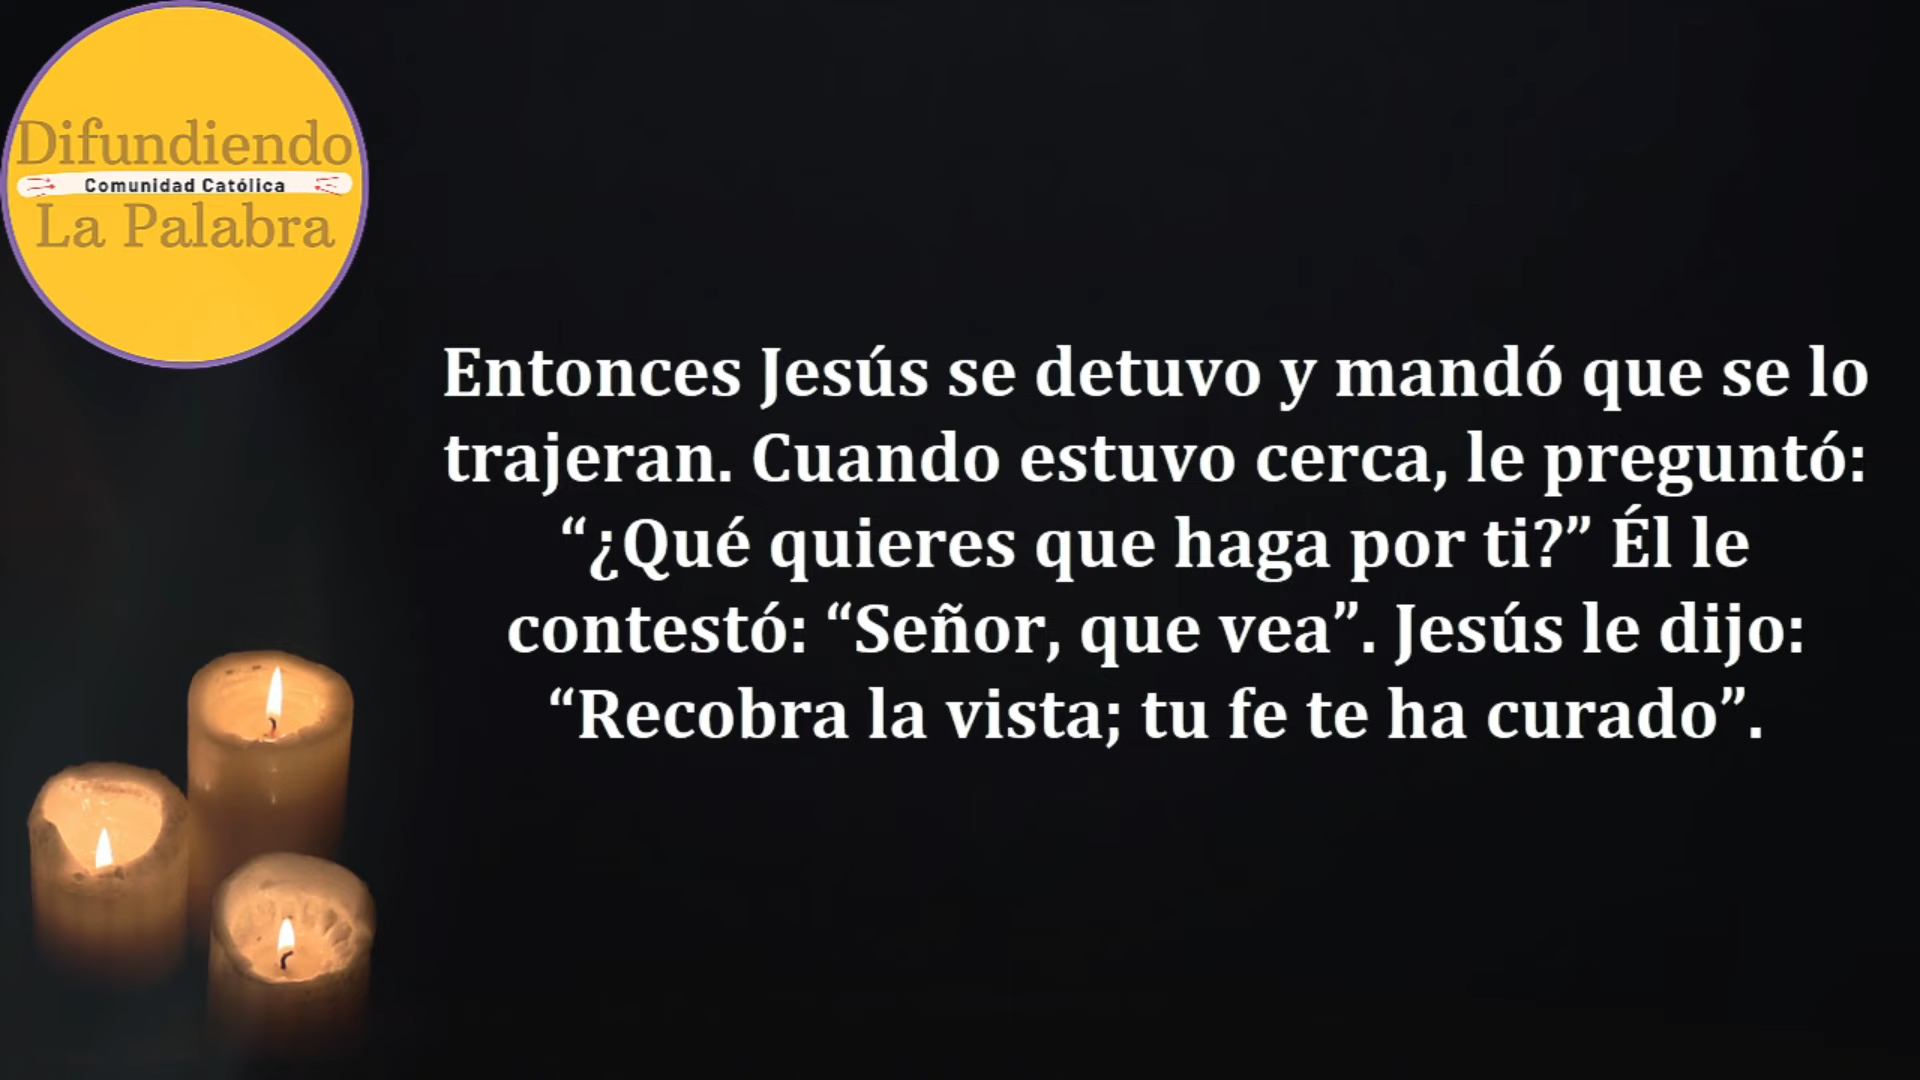 Difundiendo
Comunidad Católica
La Palabra
Entonces Jesús se detuvo y mandó que se lo
trajeran. Cuando estuvo cerca, le preguntó:
“¿Qué quieres que haga por ti?” Él le
contestó: “Señor, que vea”. Jesús le dijo:
“Recobra la vista; tu fe te ha curado”.